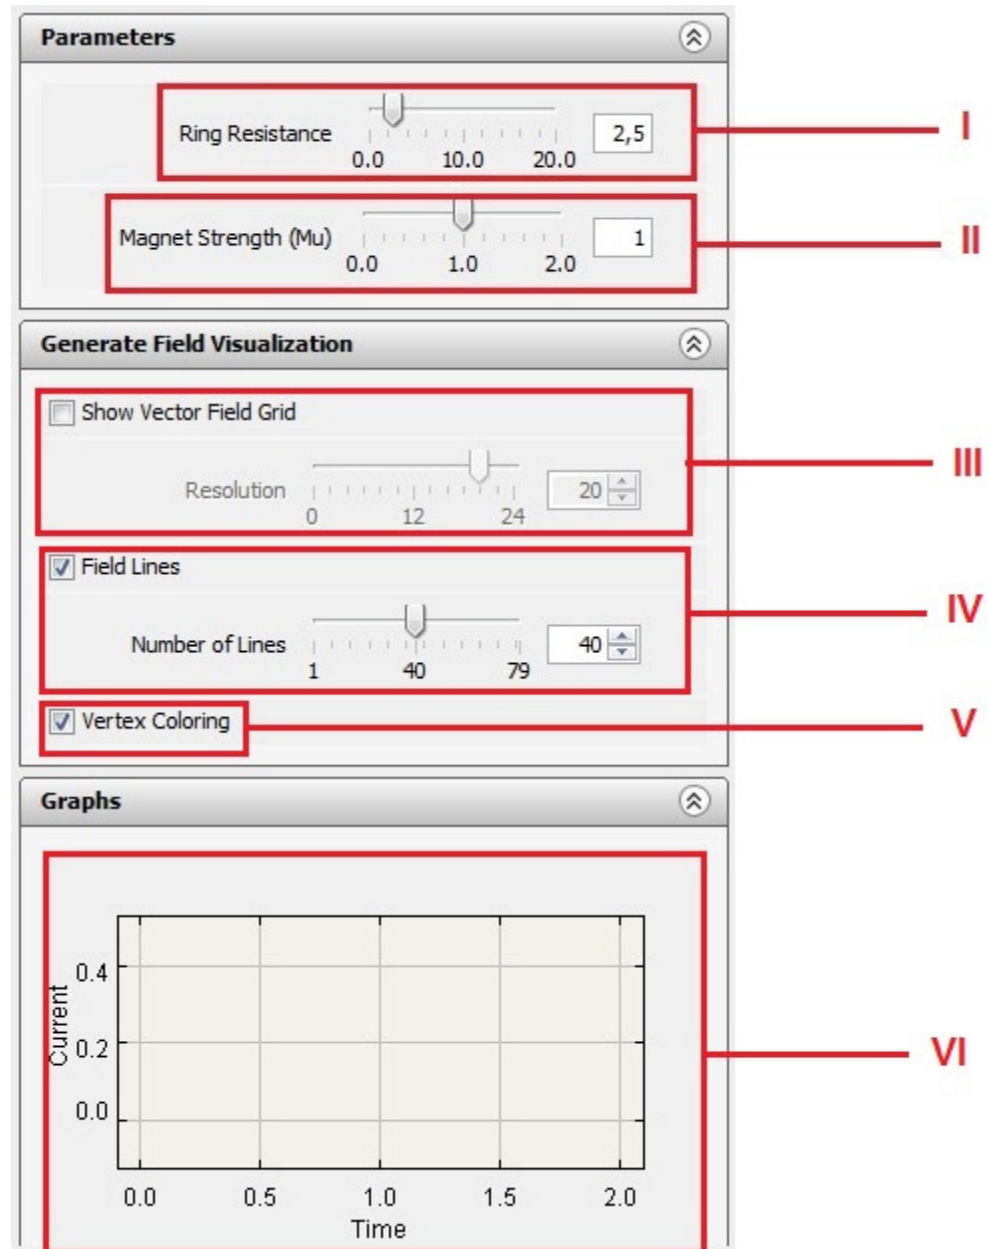 Parameters
Ring Resistance
2,5
0.0 10.0 20.0
I
Magnet Strength (Mu)
1
0.0 1.0 2.0
II
Generate Field Visualization
Show Vector Field Grid
Resolution
20
0 12 24
III
Field Lines
Number of Lines
40
1 40 79
IV
Vertex Coloring
V
Graphs
Current
0.4
0.2
0.0
0.0 0.5 1.0 1.5 2.0
Time
VI